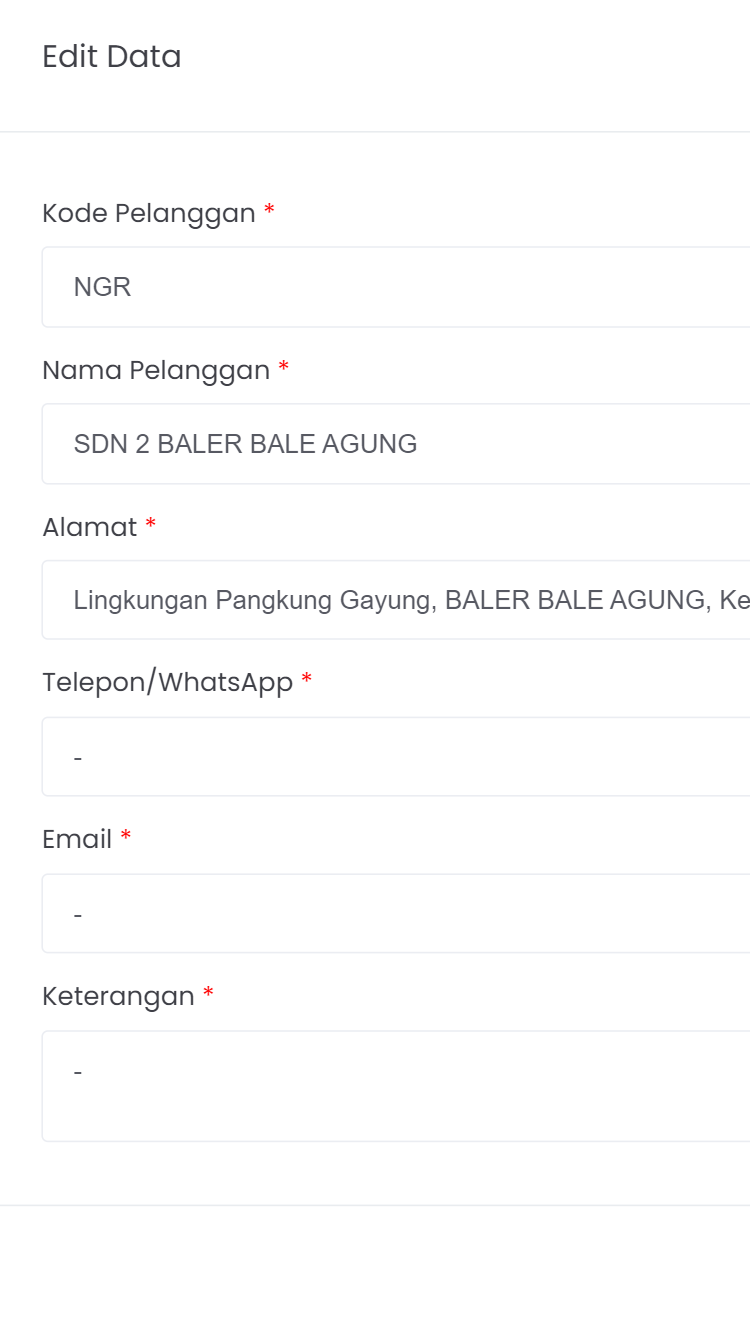 Edit Data
Kode Pelanggan *
NGR
Nama Pelanggan *
SDN 2 BALER BALE AGUNG
Alamat *
Lingkungan Pangkung Gayung, BALER BALE AGUNG, Ke
Telepon/WhatsApp *
-
Email *
-
Keterangan *
-